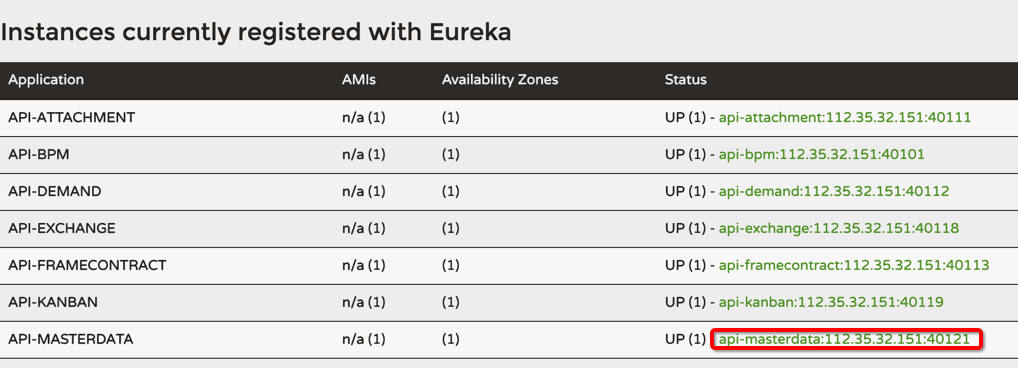 Instances currently registered with Eureka
Application AMIs Availability Zones Status
API-ATTACHMENT n/a (1) (1) UP (1) - api-attachment:112.35.32.151:40111
API-BPM n/a (1) (1) UP (1) - api-bpm:112.35.32.151:40101
API-DEMAND n/a (1) (1) UP (1) - api-demand:112.35.32.151:40112
API-EXCHANGE n/a (1) (1) UP (1) - api-exchange:112.35.32.151:40118
API-FRAMECONTRACT n/a (1) (1) UP (1) - api-framecontract:112.35.32.151:40113
API-KANBAN n/a (1) (1) UP (1) - api-kanban:112.35.32.151:40119
API-MASTERDATA n/a (1) (1) UP (1) api-masterdata:112.35.32.151:40121